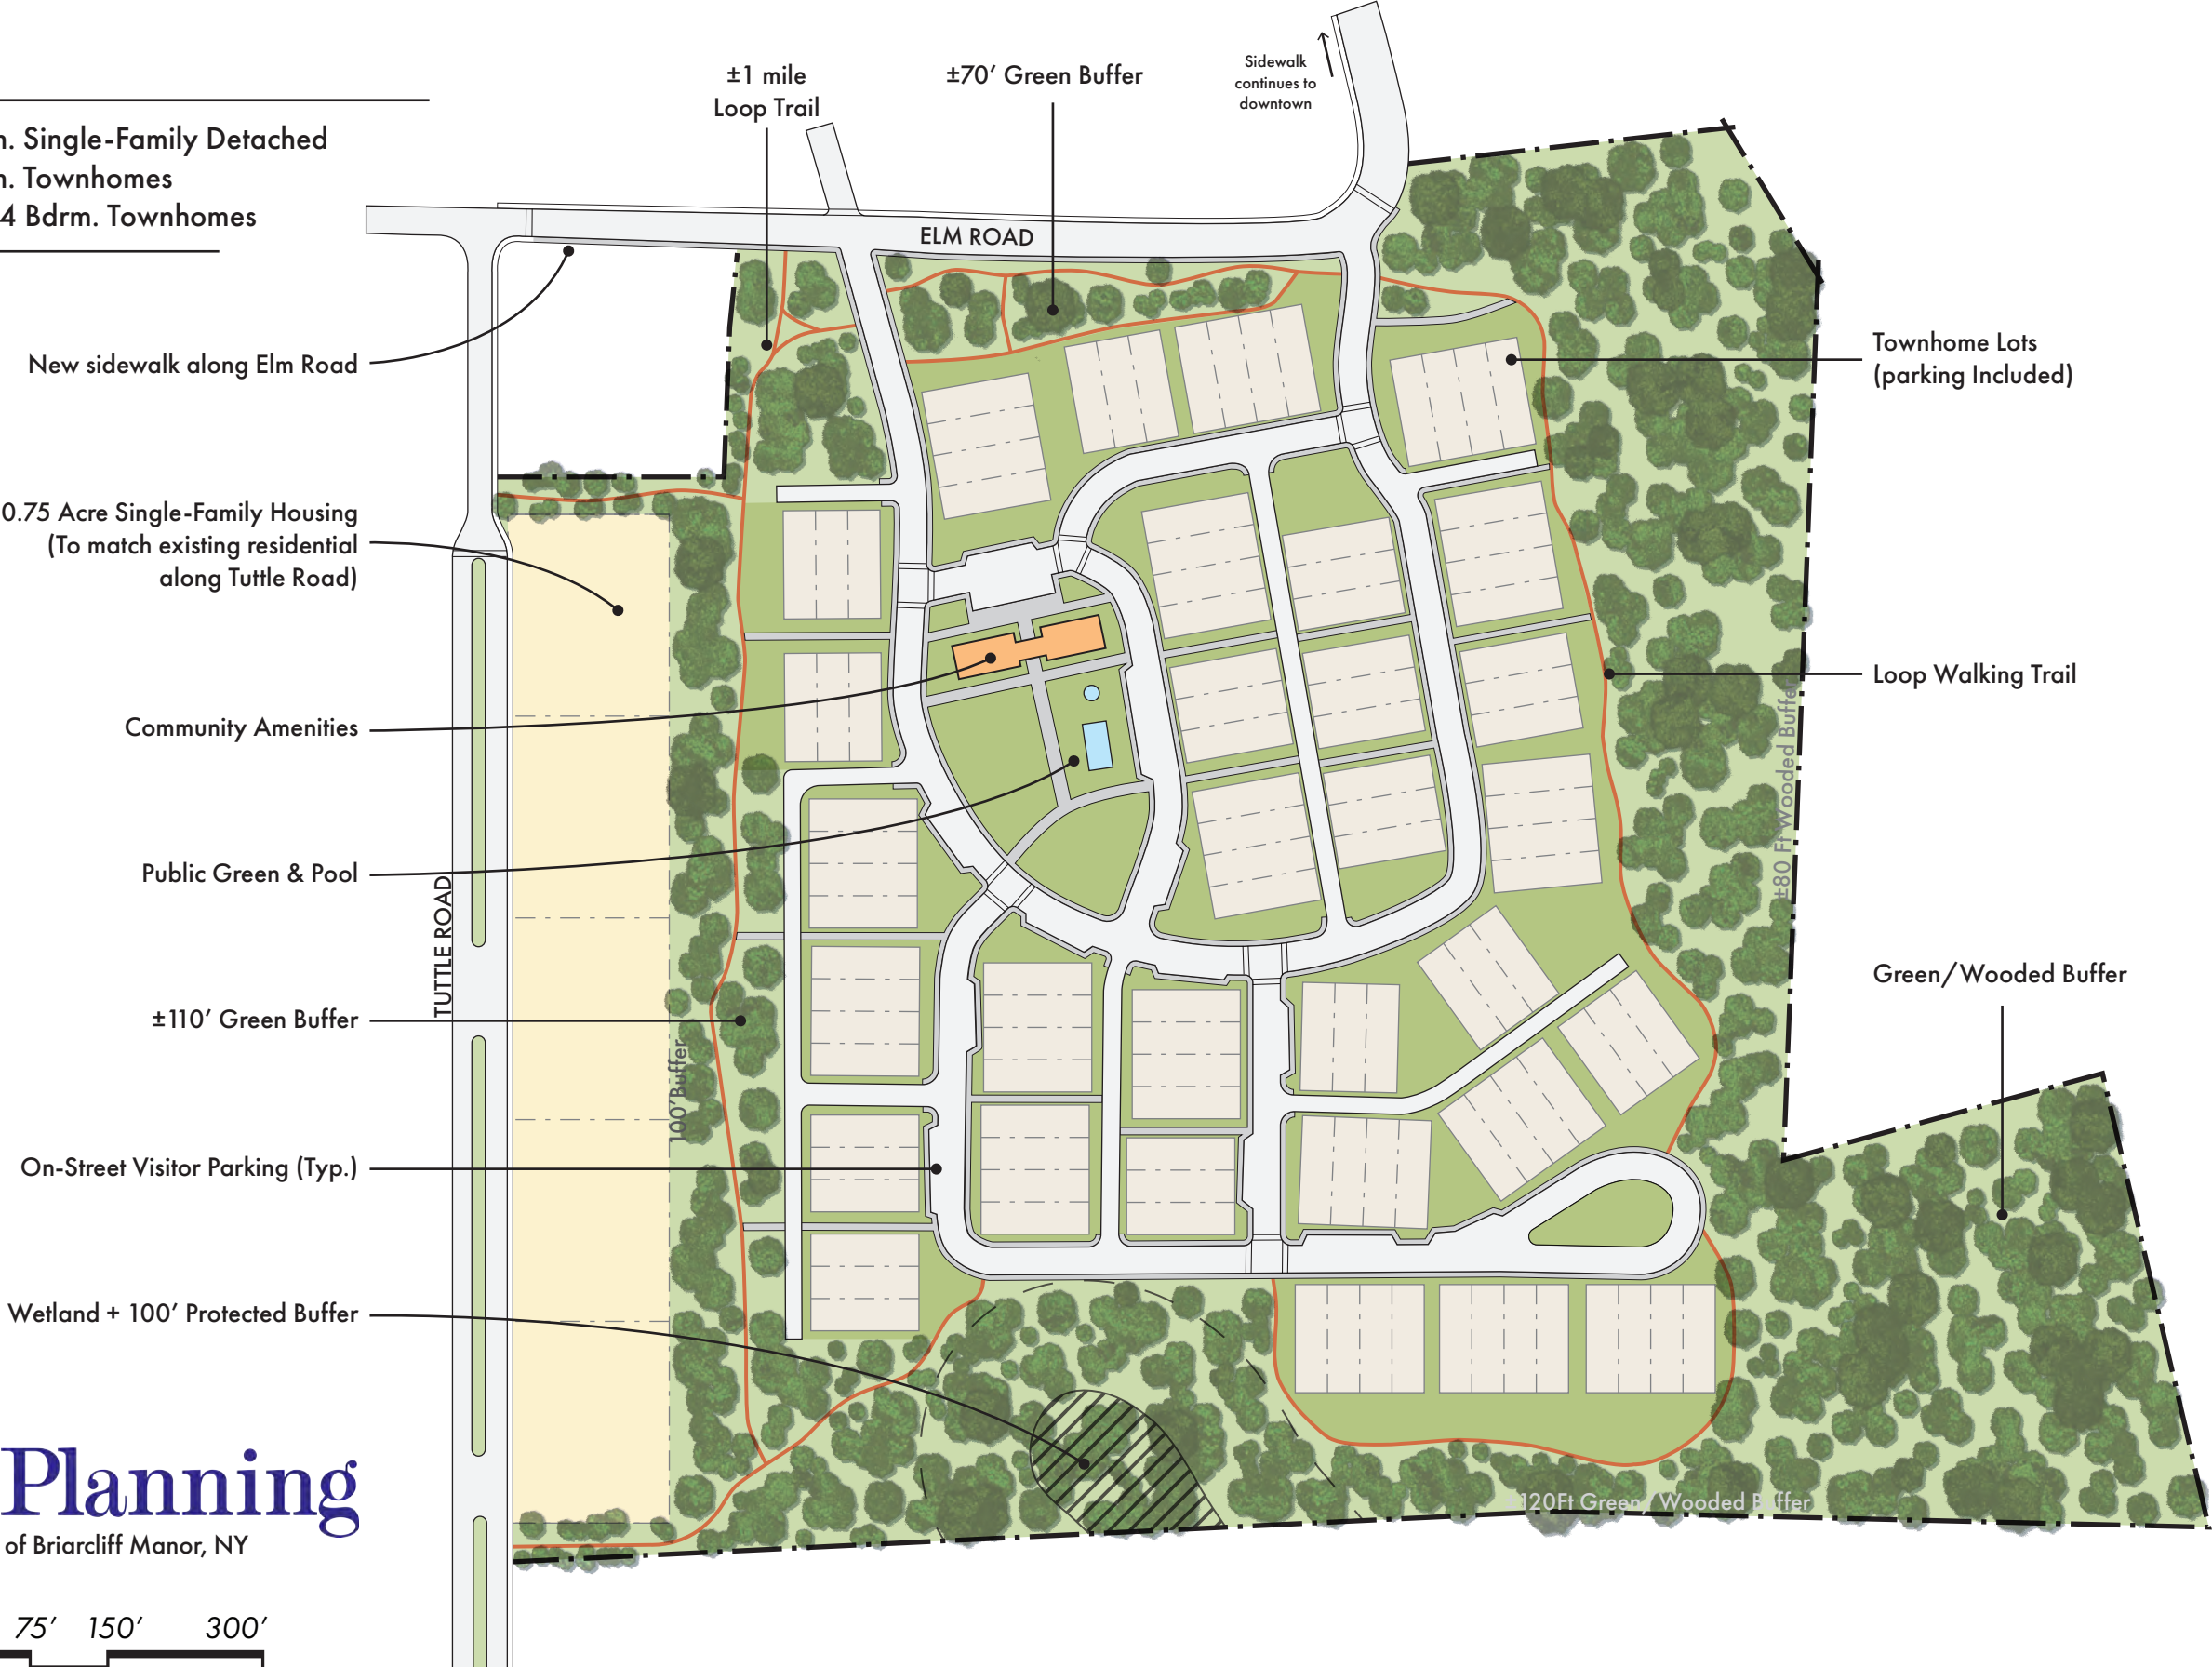 n. Single-Family Detached
n. Townhomes
4 Bdrm. Townhomes
±1 mile
Loop Trail
±70′ Green Buffer
Sidewalk
continues to
downtown
ELM ROAD
New sidewalk along Elm Road
Townhome Lots
(parking Included)
0.75 Acre Single-Family Housing
(To match existing residential
along Tuttle Road)
Loop Walking Trail
±80 Ft Wooded Buffer
Community Amenities
Public Green & Pool
TUTTLE ROAD
Green/Wooded Buffer
±110′ Green Buffer
100′Buffer
On-Street Visitor Parking (Typ.)
Wetland + 100′ Protected Buffer
120Ft Green/Wooded Buffer
Planning
of Briarcliff Manor, NY
75′ 150′ 300′